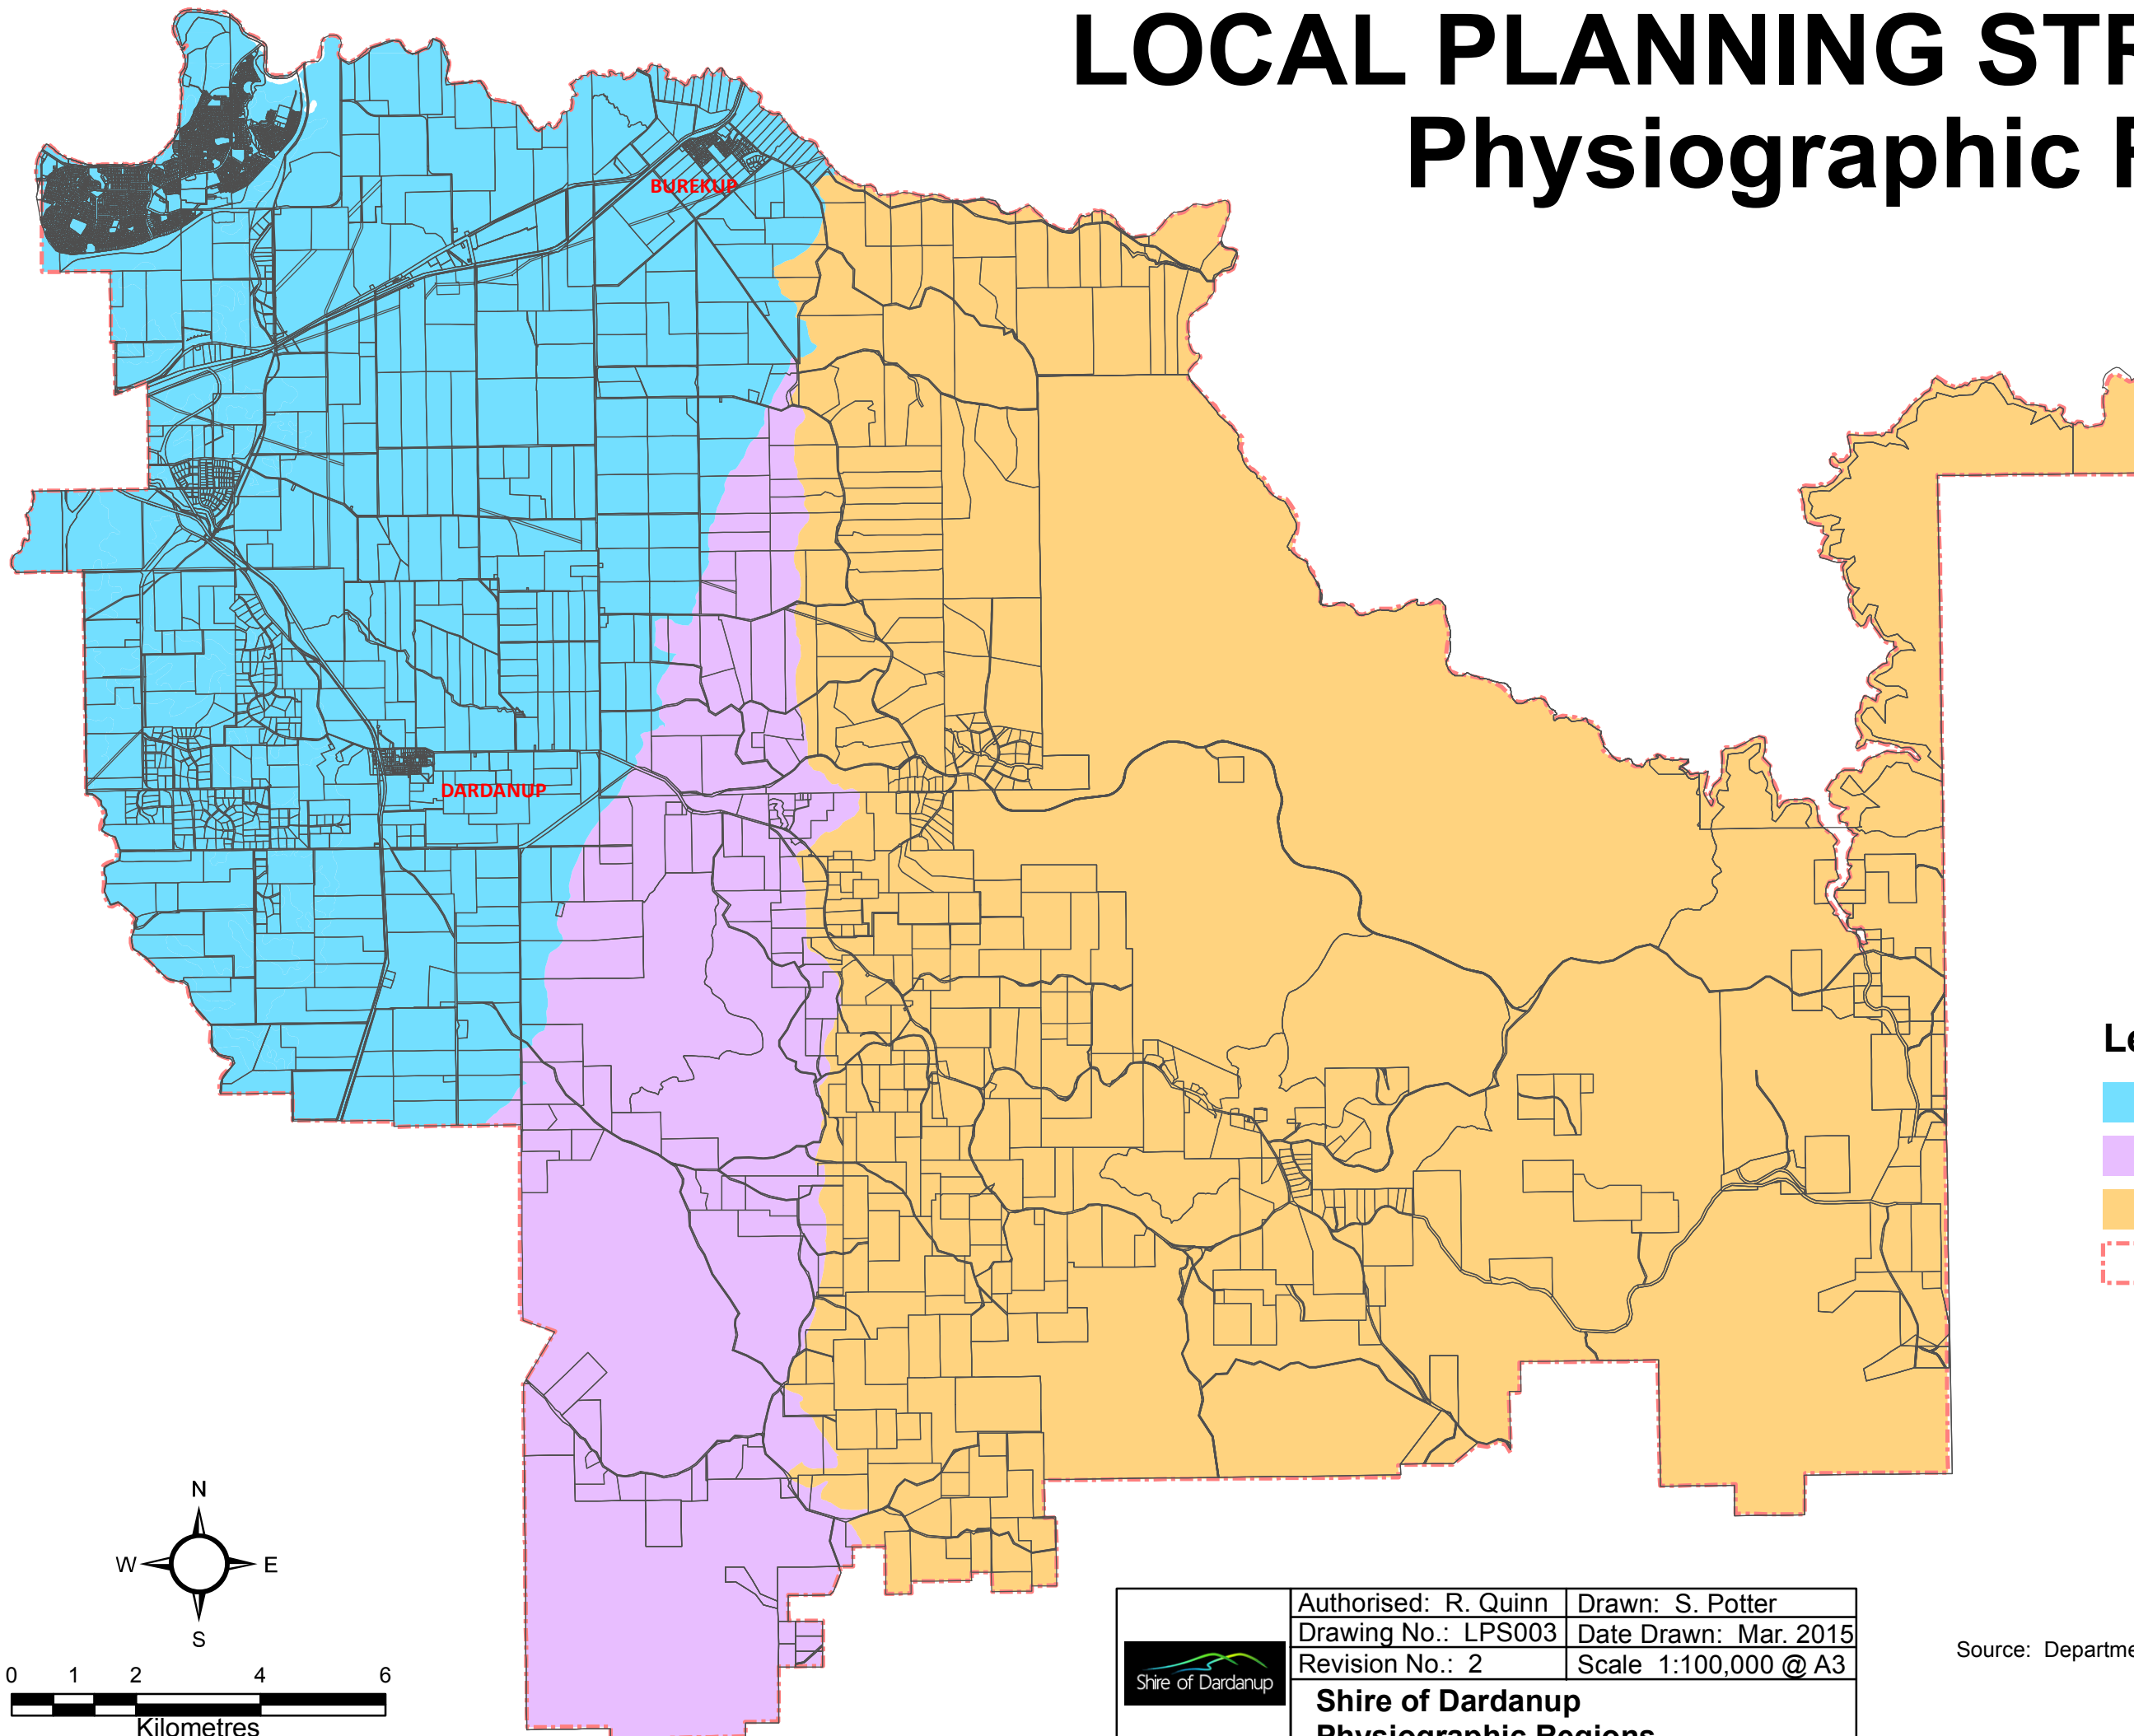 LOCAL PLANNING STR
Physiographic
BUREKUP
DARDANUP
Le
N
W E
S
0 1 2 4 6
Kilometres
Shire of Dardanup
Authorised: R. Quinn Drawn: S. Potter
Drawing No.: LPS003 Date Drawn: Mar. 2015
Revision No.: 2 Scale 1:100,000 @ A3
Shire of Dardanup
Physiographic Regions
Source: Departme